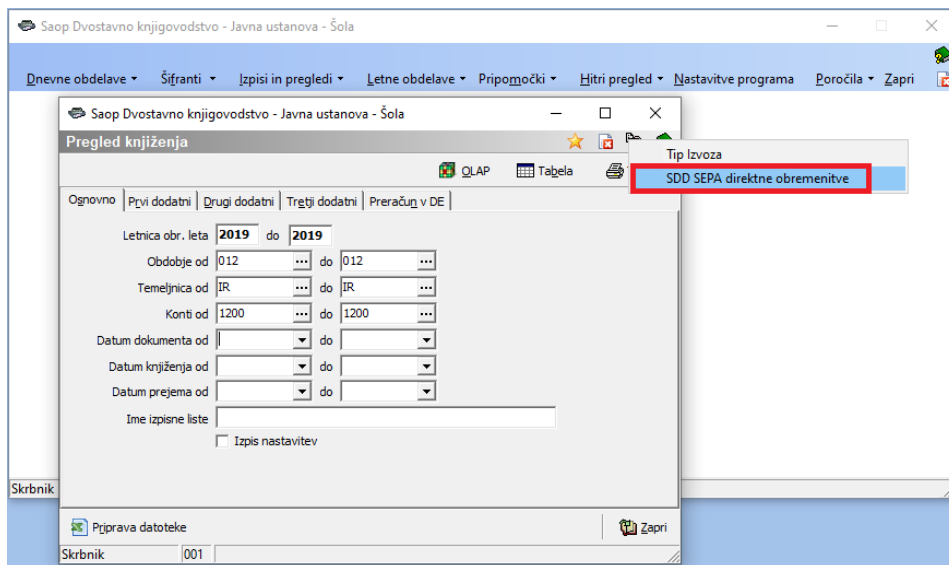 Saop Dvostavno knjigovodstvo - Javna ustanova - Šola
Dnevne obdelave Šifranti Izpisi in pregledi Letne obdelave Pripomočki Hitri pregled Nastavitve programa Poročila Zapri
Saop Dvostavno knjigovodstvo - Javna ustanova - Šola
Pregled knjiženja
Tip Izvoza
OLAP Tabela
SDD SEPA direktne obremenitve
Osnovno Prvi dodatni Drugi dodatni Tretji dodatni Preračun v DE
Letnica obr. leta 2019 do 2019
Obdobje od 012 ... do 012 ...
Temeljnica od IR ... do IR ...
Konti od 1200 ... do 1200 ...
Datum dokumenta od do
Datum knjiženja od do
Datum prejema od do
Ime izpisne liste
Izpis nastavitev
Skrbnik
Priprava datoteke Zapri
Skrbnik 001